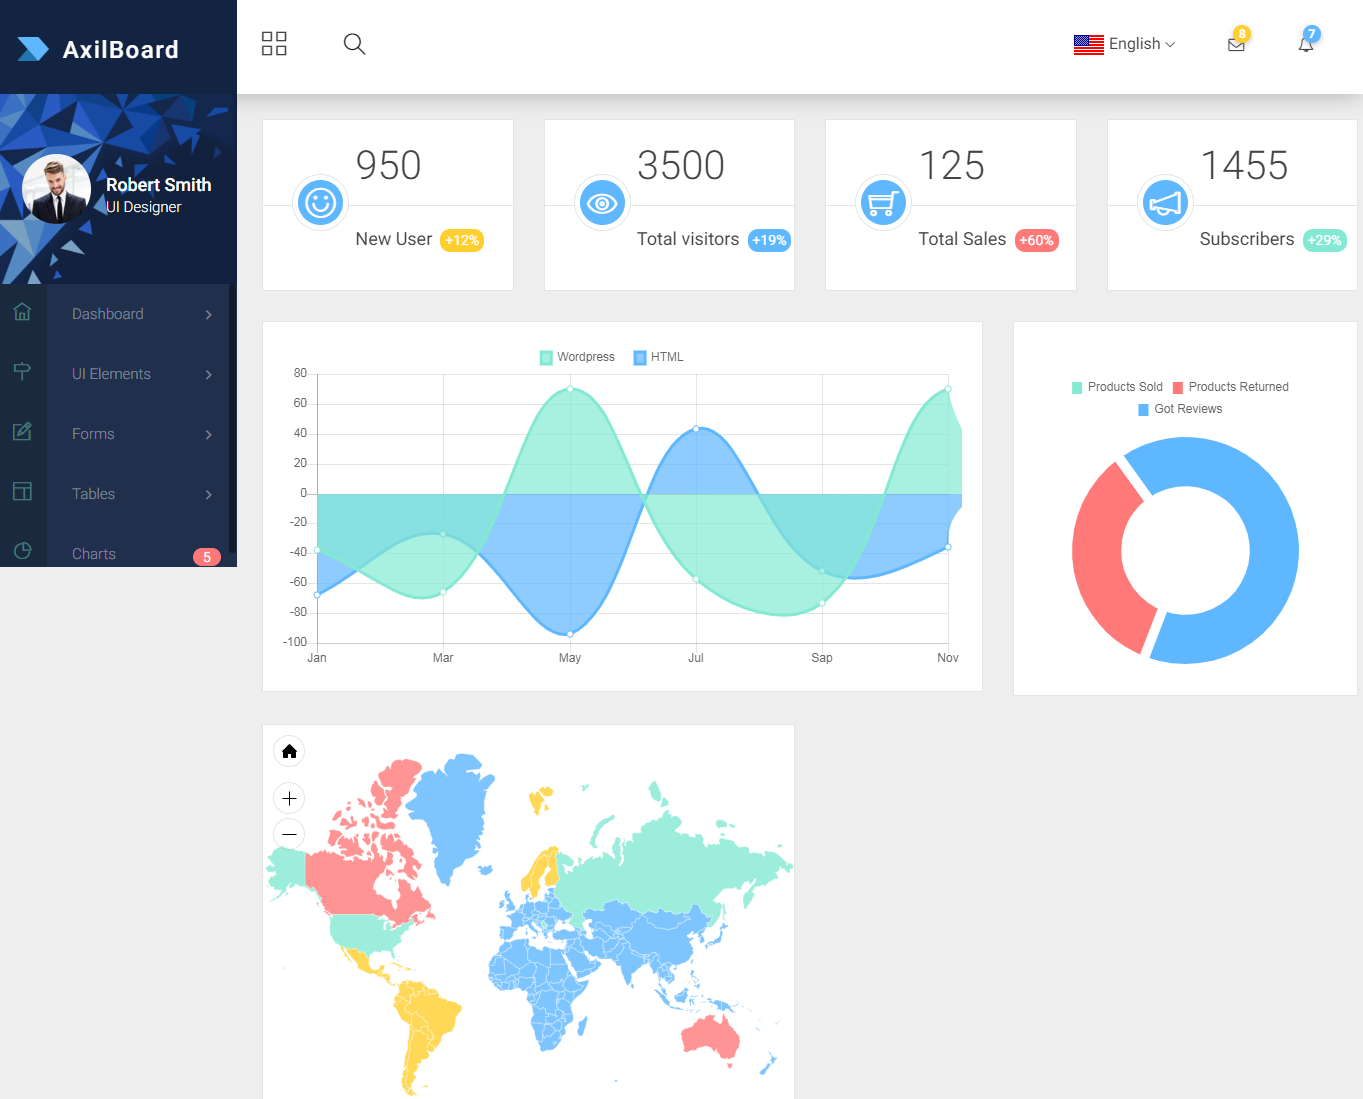 AxilBoard
English
8
7
Robert Smith
UI Designer
Dashboard
UI Elements
Forms
Tables
Charts
5
950
New User
+12%
3500
Total visitors
+19%
125
Total Sales
+60%
1455
Subscribers
+29%
Wordpress
HTML
80
60
40
20
0
-20
-40
-60
-80
-100
Jan
Mar
May
Jul
Sap
Nov
Products Sold
Products Returned
Got Reviews